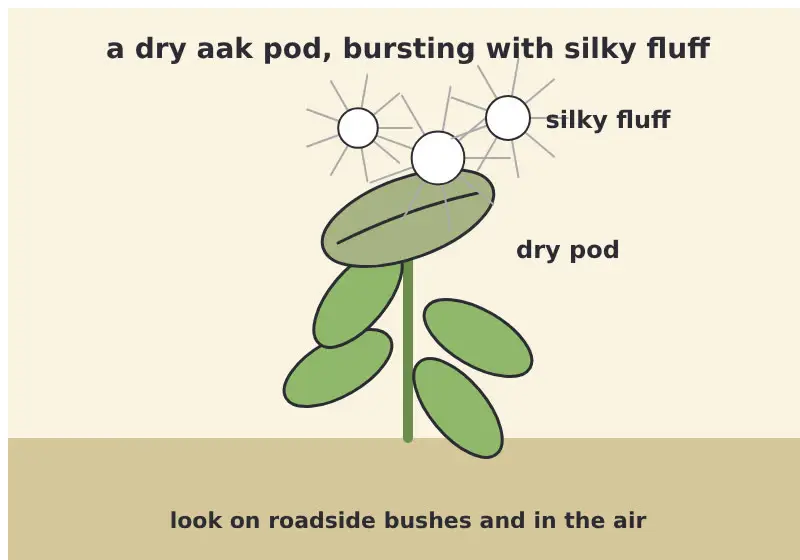 a dry aak pod, bursting with silky fluff
silky fluff
dry pod
look on roadside bushes and in the air